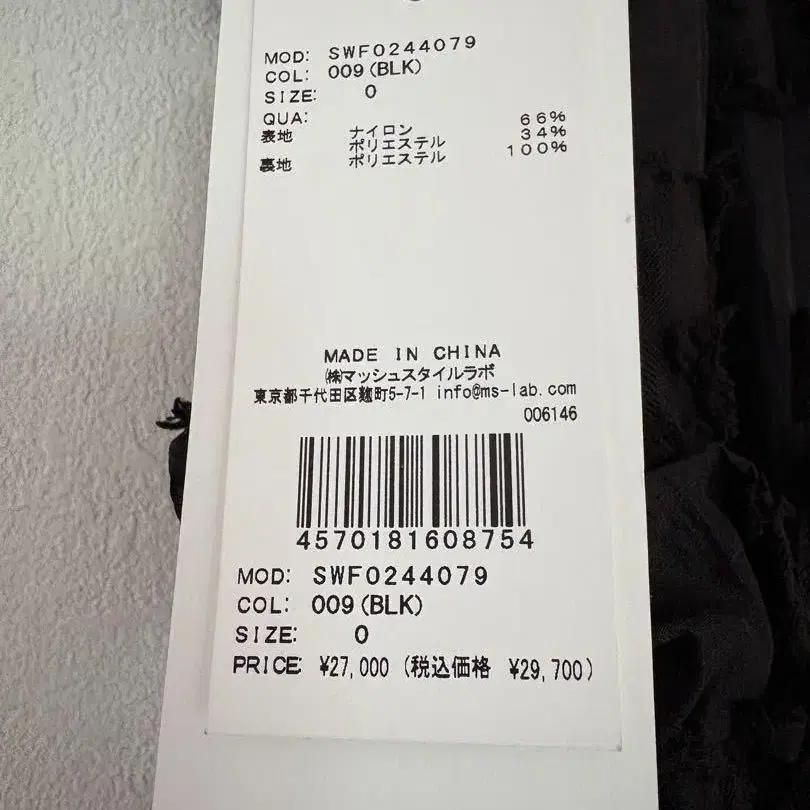 MOD: SWF0244079
COL: 009(BLK)
SIZE: 0
QUA:
表地 ナイロン 66%
ポリエステル 34%
裏地 ポリエステル 100%
MADE IN CHINA
㈱マッシュスタイルラボ
東京都千代田区麹町5-7-1 info@ms-lab.com
006146
4570181608754
MOD: SWF0244079
COL: 009(BLK)
SIZE: 0
PRICE: ¥27,000 (税込価格 ¥29,700)